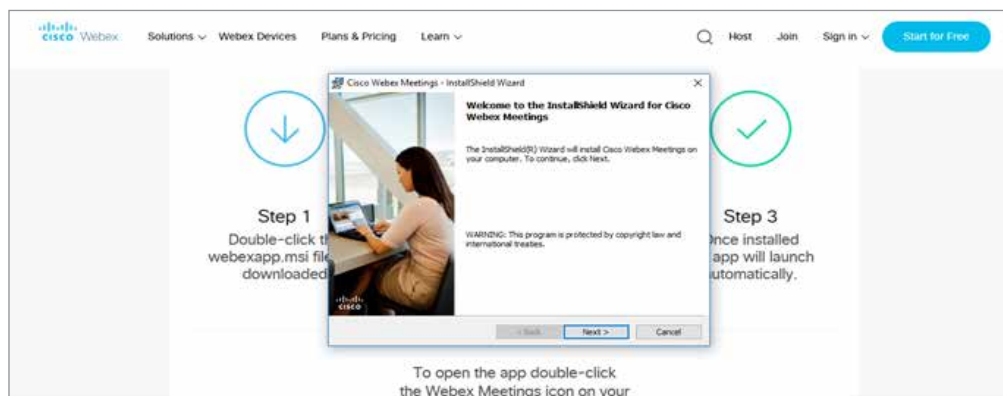 CISCO Webex
Solutions
Webex Devices
Plans & Pricing
Learn
Host
Join
Sign in
Start for Free
Cisco Webex Meetings - InstallShield Wizard
Welcome to the InstallShield Wizard for Cisco
Webex Meetings
The InstallShield(R) Wizard will install Cisco Webex Meetings on
your computer. To continue, click Next.
WARNING: This program is protected by copyright law and
international treaties.
CISCO
< Back
Next >
Cancel
Step 1
Double-click
webexapp.msi
downloaded
Step 3
installed
app will launch
To open the app double-click
the Webex Meetings icon on your